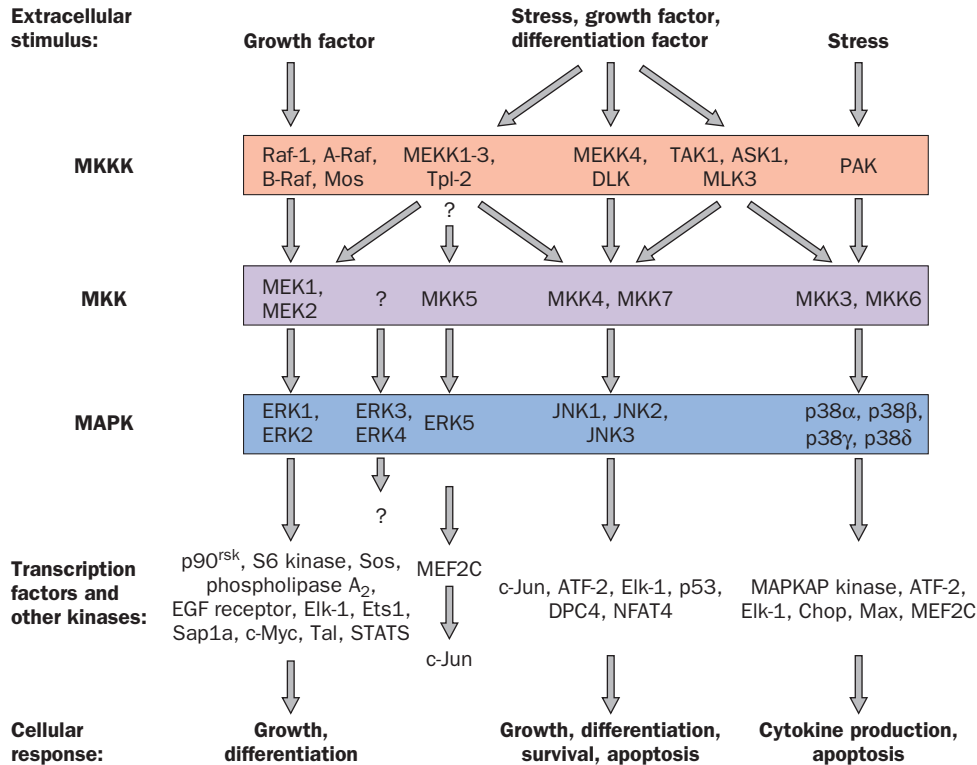 Extracellular
stimulus:
Growth factor
Stress, growth factor,
differentiation factor
Stress
MKKK
Raf-1, A-Raf,
B-Raf, Mos
MEKK1-3,
Tpl-2
MEKK4,
DLK
TAK1, ASK1,
MLK3
PAK
?
MKK
MEK1,
MEK2
?
MKK5
MKK4, MKK7
MKK3, MKK6
MAPK
ERK1,
ERK2
ERK3,
ERK4
ERK5
JNK1, JNK2,
JNK3
p38α, p38β,
p38γ, p38δ
?
Transcription
factors and
other kinases:
p90rsk, S6 kinase, Sos,
phospholipase A2,
EGF receptor, Elk-1, Ets1,
Sap1a, c-Myc, Tal, STATS
MEF2C
c-Jun
c-Jun, ATF-2, Elk-1, p53,
DPC4, NFAT4
MAPKAP kinase, ATF-2,
Elk-1, Chop, Max, MEF2C
Cellular
response:
Growth,
differentiation
Growth, differentiation,
survival, apoptosis
Cytokine production,
apoptosis